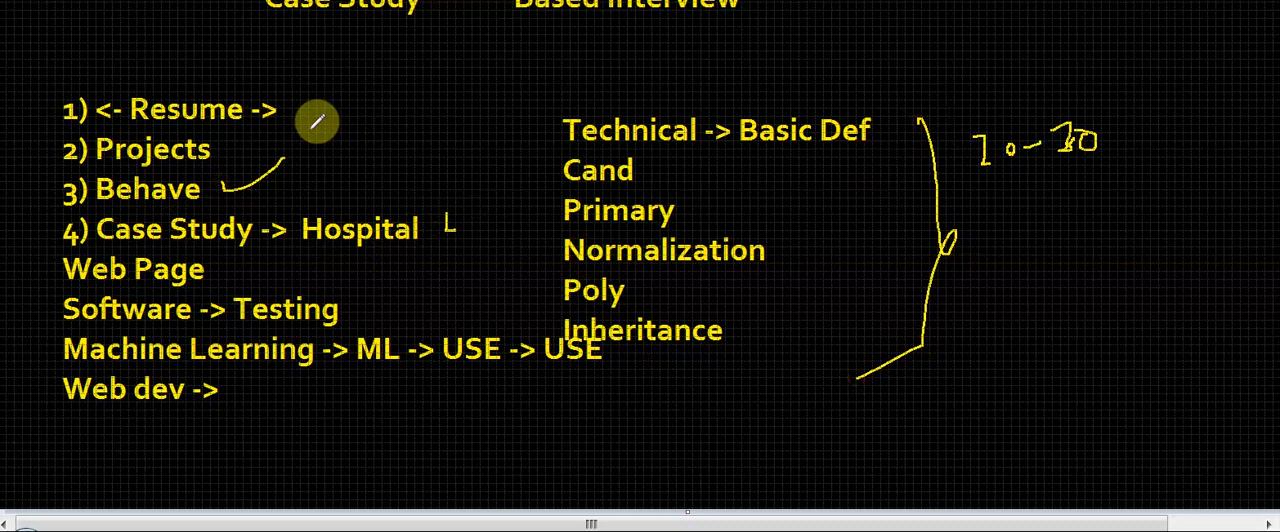 Case Study Based Interview
1) <- Resume ->
2) Projects
3) Behave
4) Case Study -> Hospital
Web Page
Software -> Testing
Machine Learning -> ML -> USE -> USE
Web dev ->
Technical -> Basic Def
Cand
Primary
Normalization
Poly
Inheritance